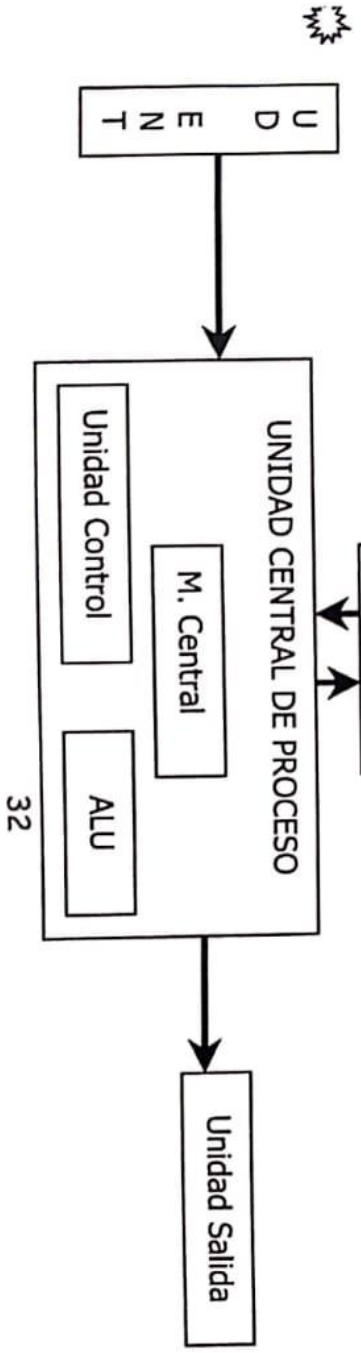 U
D
E
N
T
UNIDAD CENTRAL DE PROCESO
M. Central
Unidad Control
ALU
Unidad Salida
32